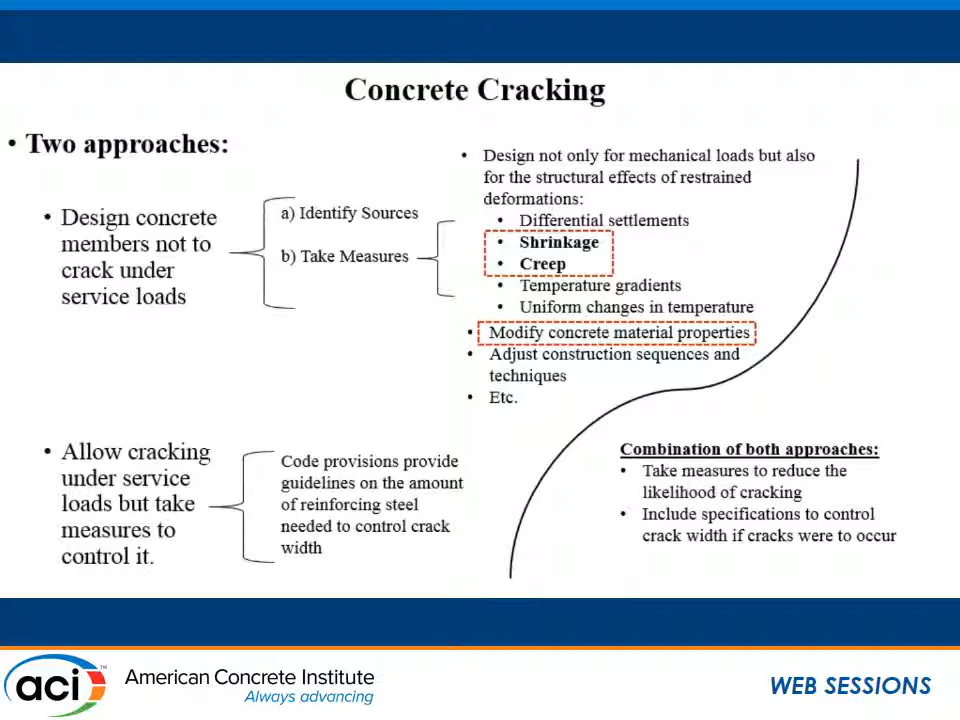 Concrete Cracking
• Two approaches:
• Design concrete
members not to
crack under
service loads
a) Identify Sources
b) Take Measures
• Design not only for mechanical loads but also
for the structural effects of restrained
deformations:
• Differential settlements
• Shrinkage
• Creep
• Temperature gradients
• Uniform changes in temperature
• Modify concrete material properties
• Adjust construction sequences and
techniques
• Etc.
• Allow cracking
under service
loads but take
measures to
control it.
Code provisions provide
guidelines on the amount
of reinforcing steel
needed to control crack
width
Combination of both approaches:
• Take measures to reduce the
likelihood of cracking
• Include specifications to control
crack width if cracks were to occur
aci™
American Concrete Institute
Always advancing
WEB SESSIONS